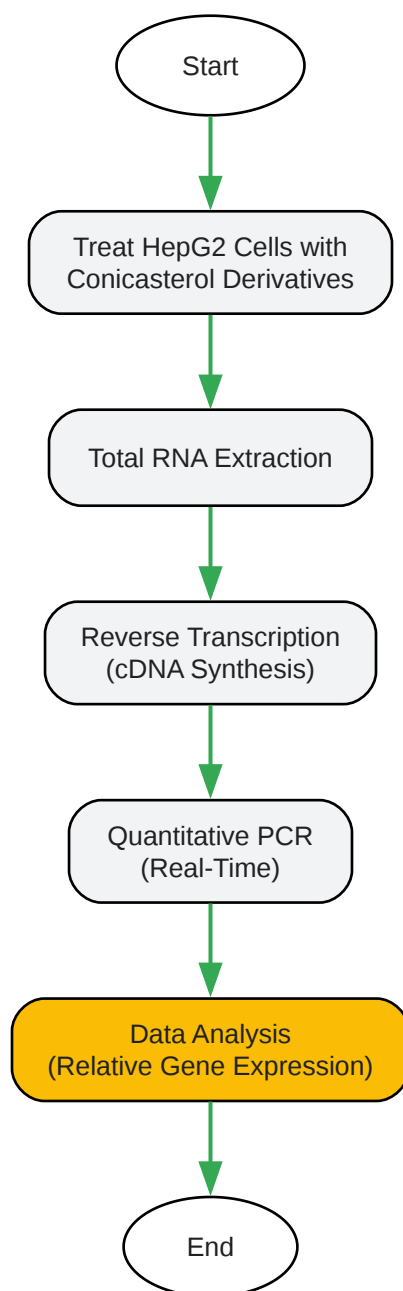 Start
Treat HepG2 Cells with
Conicasterol Derivatives
Total RNA Extraction
Reverse Transcription
(cDNA Synthesis)
Quantitative PCR
(Real-Time)
Data Analysis
(Relative Gene Expression)
End